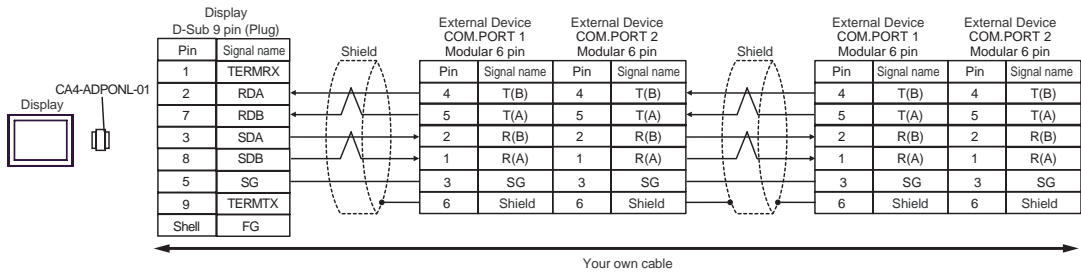 Display
D-Sub 9 pin (Plug)
External Device
COM.PORT 1
Modular 6 pin
External Device
COM.PORT 2
Modular 6 pin
External Device
COM.PORT 1
Modular 6 pin
External Device
COM.PORT 2
Modular 6 pin
Shield
Shield
CA4-ADPONL-01
Display
Pin Signal name
1 TERMRX
2 RDA
7 RDB
3 SDA
8 SDB
5 SG
9 TERMTX
Shell FG
Pin Signal name Pin Signal name
4 T(B) 4 T(B)
5 T(A) 5 T(A)
2 R(B) 2 R(B)
1 R(A) 1 R(A)
3 SG 3 SG
6 Shield 6 Shield
Pin Signal name Pin Signal name
4 T(B) 4 T(B)
5 T(A) 5 T(A)
2 R(B) 2 R(B)
1 R(A) 1 R(A)
3 SG 3 SG
6 Shield 6 Shield
Your own cable